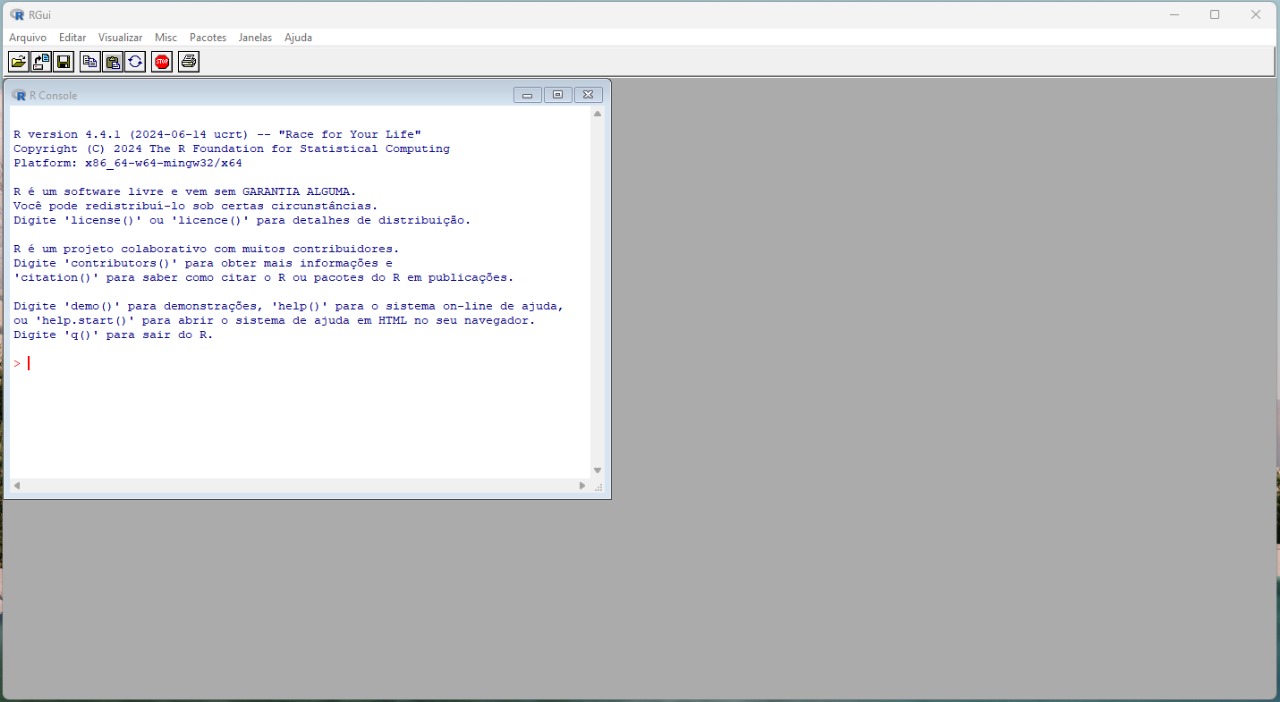 RGui
Arquivo Editar Visualizar Misc Pacotes Janelas Ajuda
STOP
R Console
R version 4.4.1 (2024-06-14 ucrt) -- "Race for Your Life"
Copyright (C) 2024 The R Foundation for Statistical Computing
Platform: x86_64-w64-mingw32/x64
R é um software livre e vem sem GARANTIA ALGUMA.
Você pode redistribuí-lo sob certas circunstâncias.
Digite 'license()' ou 'licence()' para detalhes de distribuição.
R é um projeto colaborativo com muitos contribuidores.
Digite 'contributors()' para obter mais informações e
'citation()' para saber como citar o R ou pacotes do R em publicações.
Digite 'demo()' para demonstrações, 'help()' para o sistema on-line de ajuda,
ou 'help.start()' para abrir o sistema de ajuda em HTML no seu navegador.
Digite 'q()' para sair do R.
>